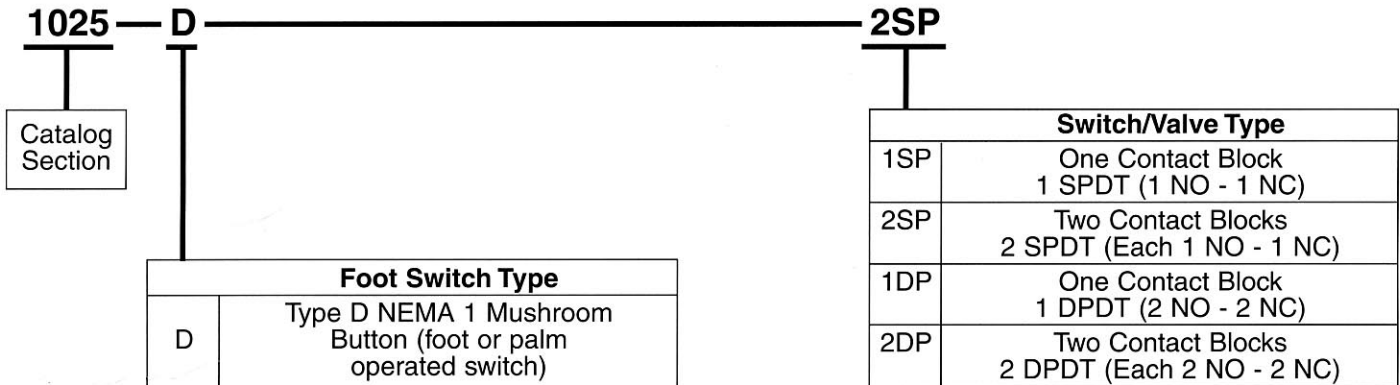 1025 — D — 2SP
Catalog
Section
Foot Switch Type
D
Type D NEMA 1 Mushroom
Button (foot or palm
operated switch)
Switch/Valve Type
1SP
One Contact Block
1 SPDT (1 NO - 1 NC)
2SP
Two Contact Blocks
2 SPDT (Each 1 NO - 1 NC)
1DP
One Contact Block
1 DPDT (2 NO - 2 NC)
2DP
Two Contact Blocks
2 DPDT (Each 2 NO - 2 NC)